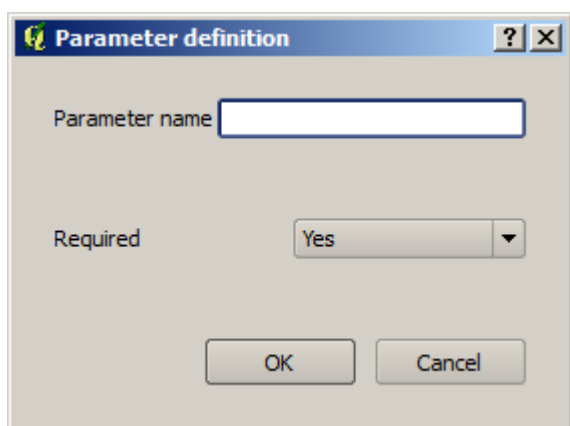 Parameter definition
Parameter name
Required Yes
OK Cancel